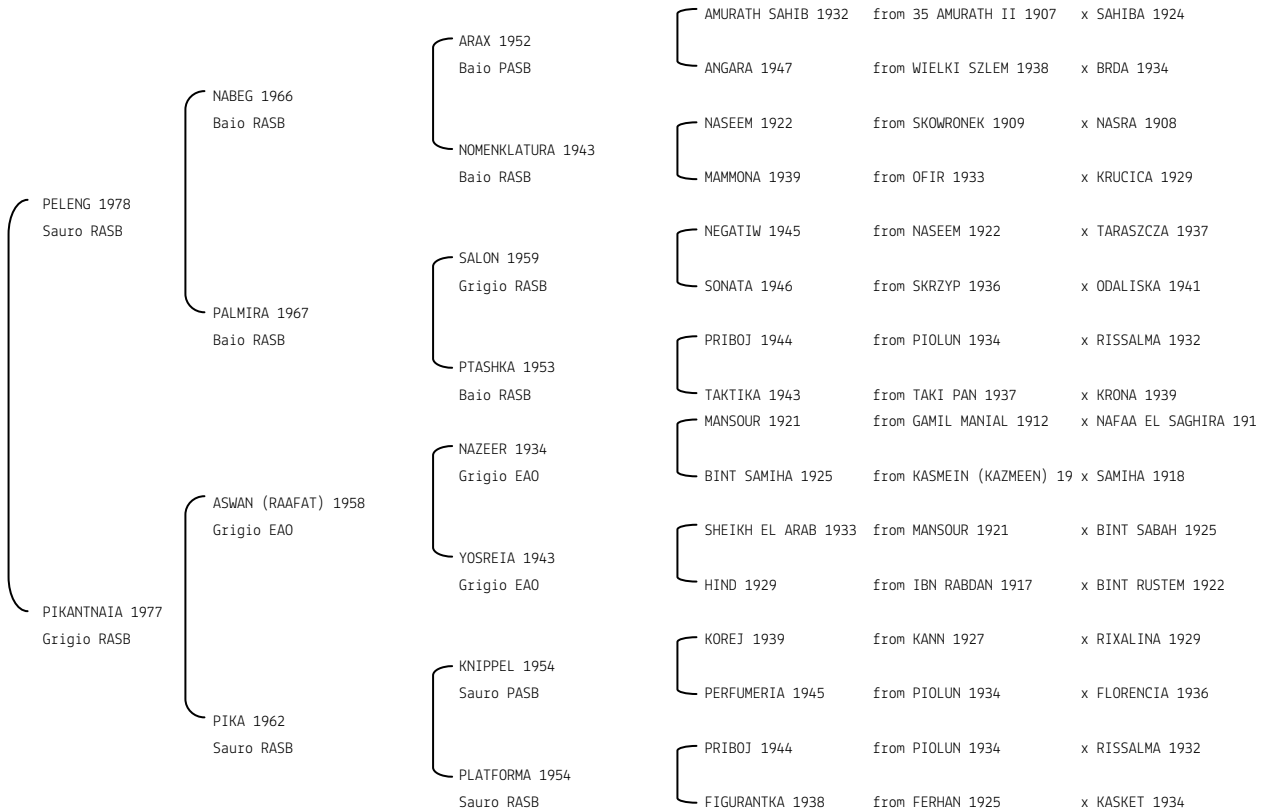 AMURATH SAHIB 1932 from 35 AMURATH II 1907 x SAHIBA 1924
ARAX 1952
Baio PASB ANGARA 1947 from WIELKI SZLEM 1938 x BRDA 1934
NABEG 1966
Baio RASB NASEEM 1922 from SKOWRONEK 1909 x NASRA 1908
NOMENKLATURA 1943
Baio RASB MAMMONA 1939 from OFIR 1933 x KRUCICA 1929
PELENG 1978
Sauro RASB NEGATIW 1945 from NASEEM 1922 x TARASZCZA 1937
SALON 1959
Grigio RASB SONATA 1946 from SKRZYP 1936 x ODALISKA 1941
PALMIRA 1967
Baio RASB PRIBOJ 1944 from PIOLUN 1934 x RISSALMA 1932
PTASHKA 1953
Baio RASB TAKTIKA 1943 from TAKI PAN 1937 x KRONA 1939
MANSOUR 1921 from GAMIL MANIAL 1912 x NAFAA EL SAGHIRA 191
NAZEER 1934
Grigio EAO BINT SAMIHA 1925 from KASMEIN (KAZMEEN) 19 x SAMIHA 1918
ASWAN (RAAFAT) 1958
Grigio EAO SHEIKH EL ARAB 1933 from MANSOUR 1921 x BINT SABAH 1925
YOSREIA 1943
Grigio EAO HIND 1929 from IBN RABDAN 1917 x BINT RUSTEM 1922
PIKANTNAIA 1977
Grigio RASB KOREJ 1939 from KANN 1927 x RIXALINA 1929
KNIPPEL 1954
Sauro PASB PERFUMERIA 1945 from PIOLUN 1934 x FLORENCIA 1936
PIKA 1962
Sauro RASB PRIBOJ 1944 from PIOLUN 1934 x RISSALMA 1932
PLATFORMA 1954
Sauro RASB FIGURANTKA 1938 from FERHAN 1925 x KASKET 1934